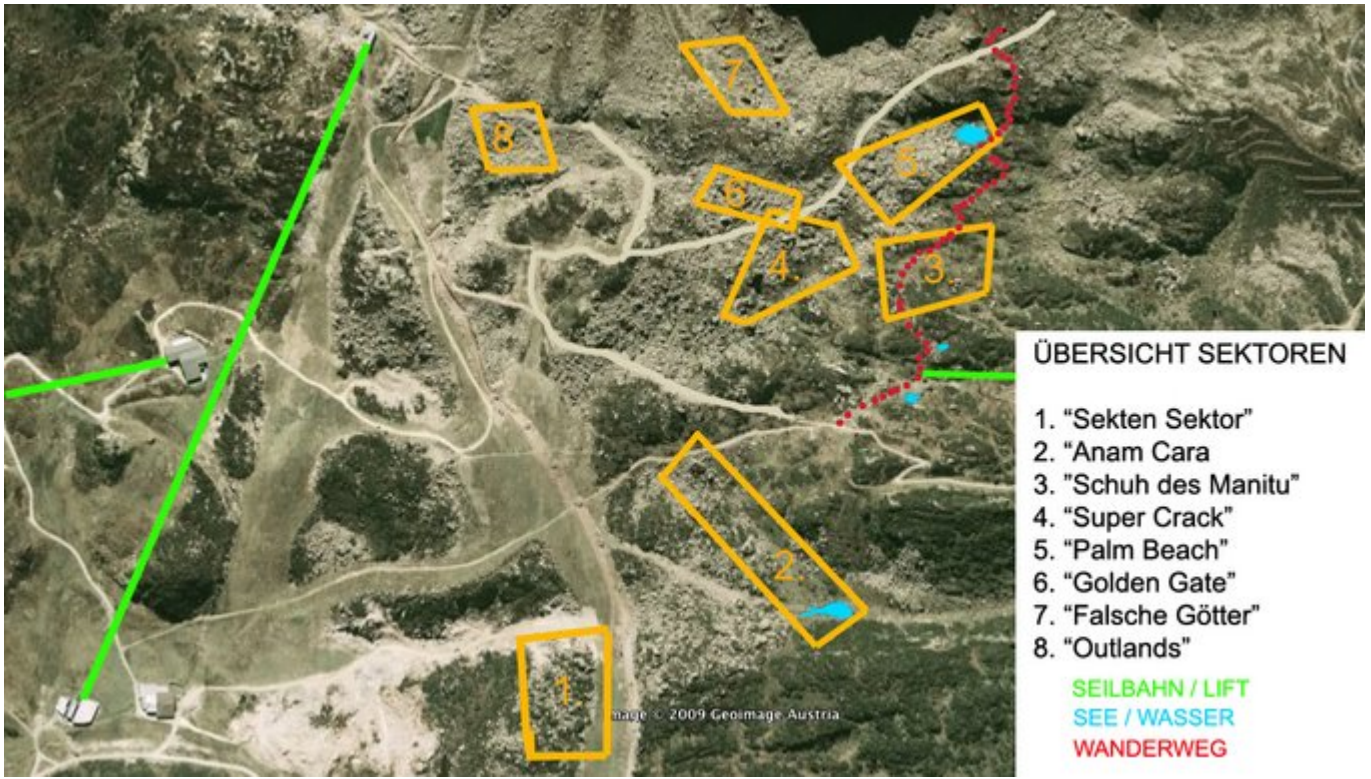 7.
8.
5.
6.
4.
3.
2.
1.
mage © 2009 Geoimage Austria
ÜBERSICHT SEKTOREN
1. “Sekten Sektor”
2. “Anam Cara
3. “Schuh des Manitu”
4. “Super Crack”
5. “Palm Beach”
6. “Golden Gate”
7. “Falsche Götter”
8. “Outlands”
SEILBAHN / LIFT
SEE / WASSER
WANDERWEG